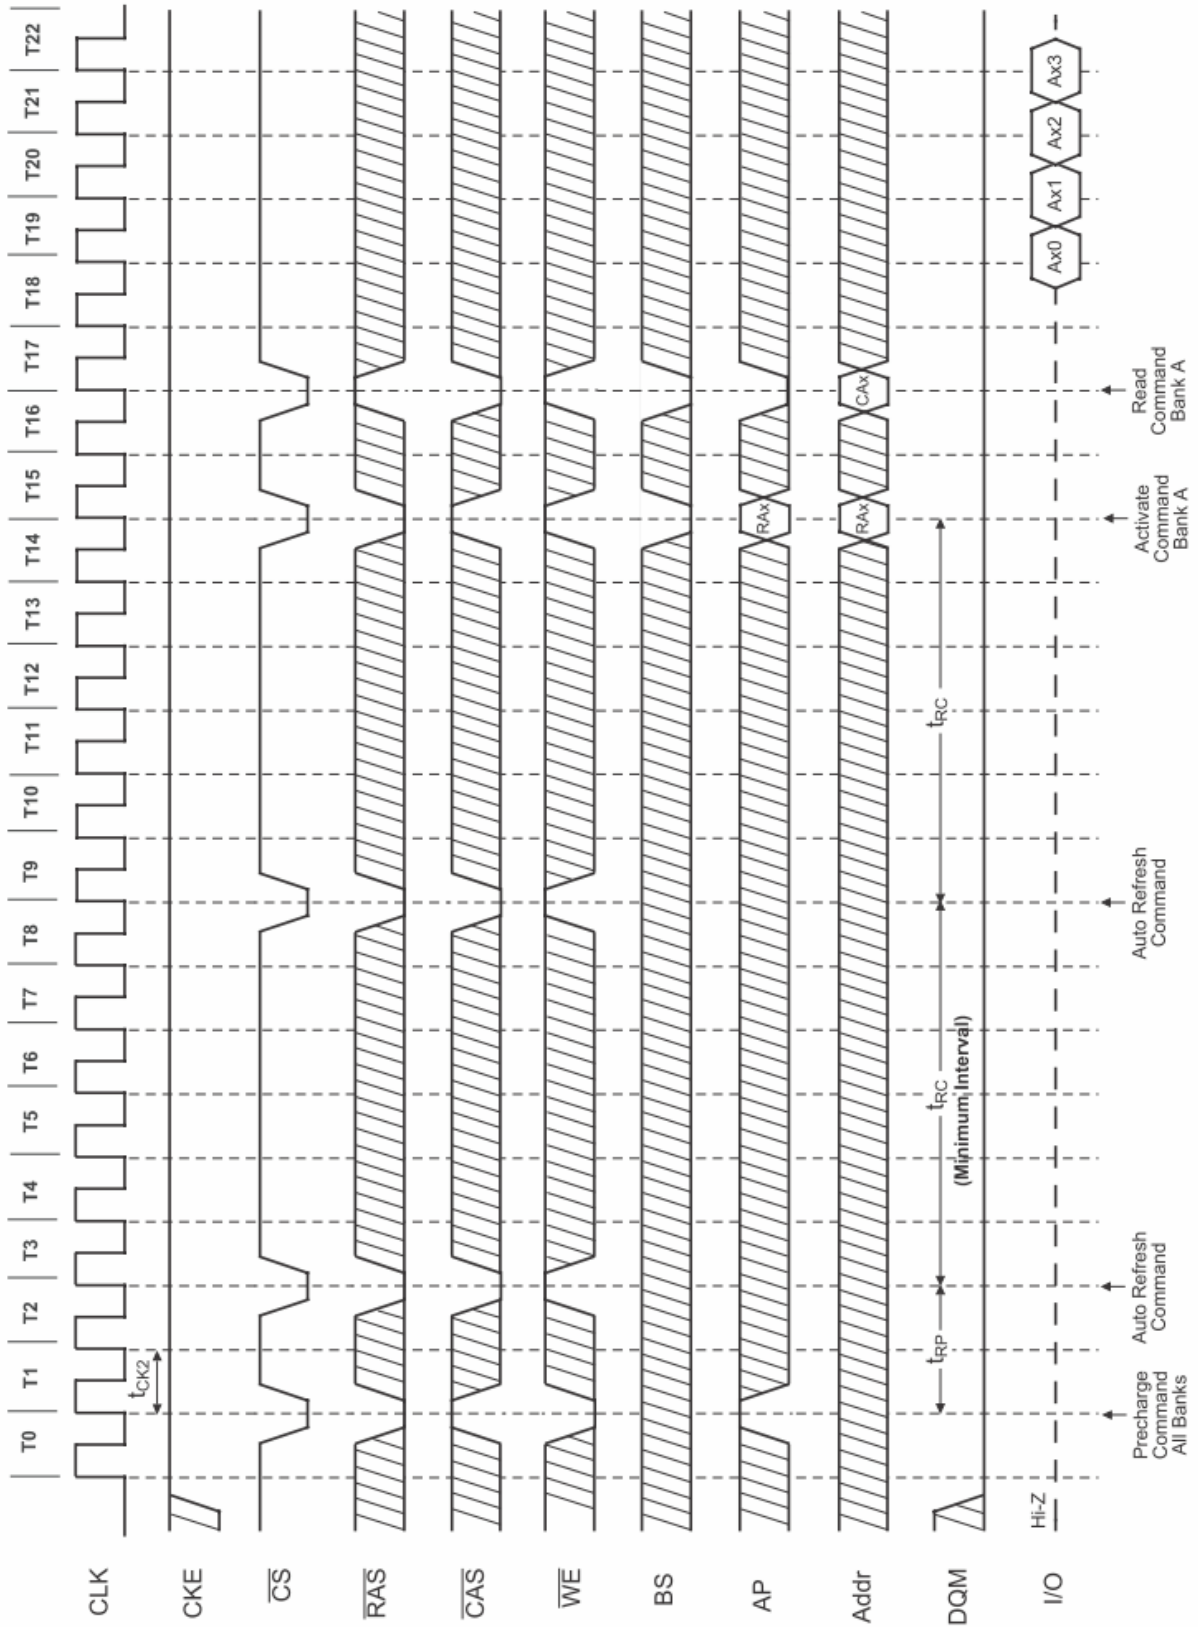 T0 T1 T2 T3 T4 T5 T6 T7 T8 T9 T10 T11 T12 T13 T14 T15 T16 T17 T18 T19 T20 T21 T22
CLK
tCK2
CKE
CS
RAS
CAS
WE
BS
AP
RAx
Addr
RAx
CAx
DQM
tRP
tRC
tRC
(Minimum Interval)
I/O
Hi-Z
Ax0
Ax1
Ax2
Ax3
Precharge
Command
All Banks
Auto Refresh
Command
Auto Refresh
Command
Activate
Command
Bank A
Read
Command
Bank A